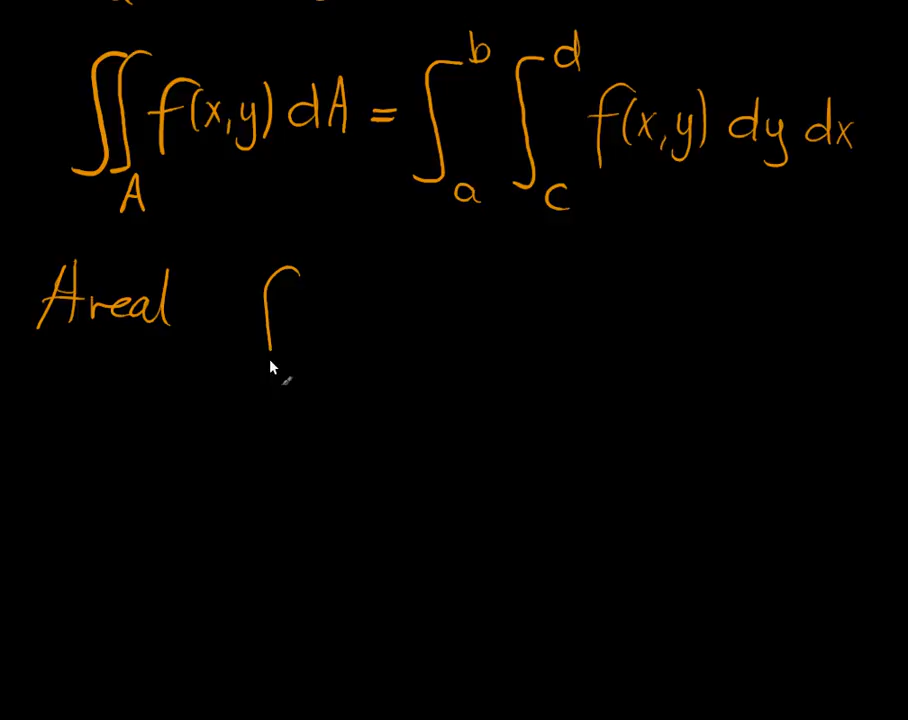 ∬_A f(x,y) dA = ∫_a^b ∫_c^d f(x,y) dy dx
Areal ∫